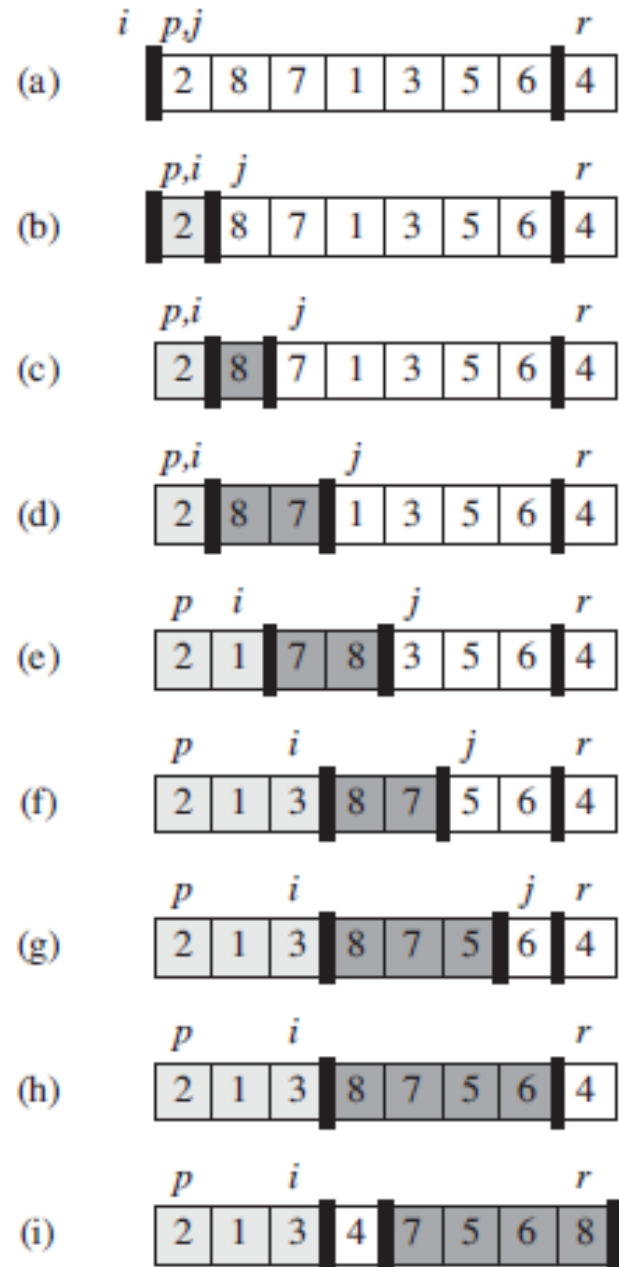 i p,j r
(a) 2 8 7 1 3 5 6 4
p,i j r
(b) 2 8 7 1 3 5 6 4
p,i j r
(c) 2 8 7 1 3 5 6 4
p,i j r
(d) 2 8 7 1 3 5 6 4
p i j r
(e) 2 1 7 8 3 5 6 4
p i j r
(f) 2 1 3 8 7 5 6 4
p i j r
(g) 2 1 3 8 7 5 6 4
p i r
(h) 2 1 3 8 7 5 6 4
p i r
(i) 2 1 3 4 7 5 6 8